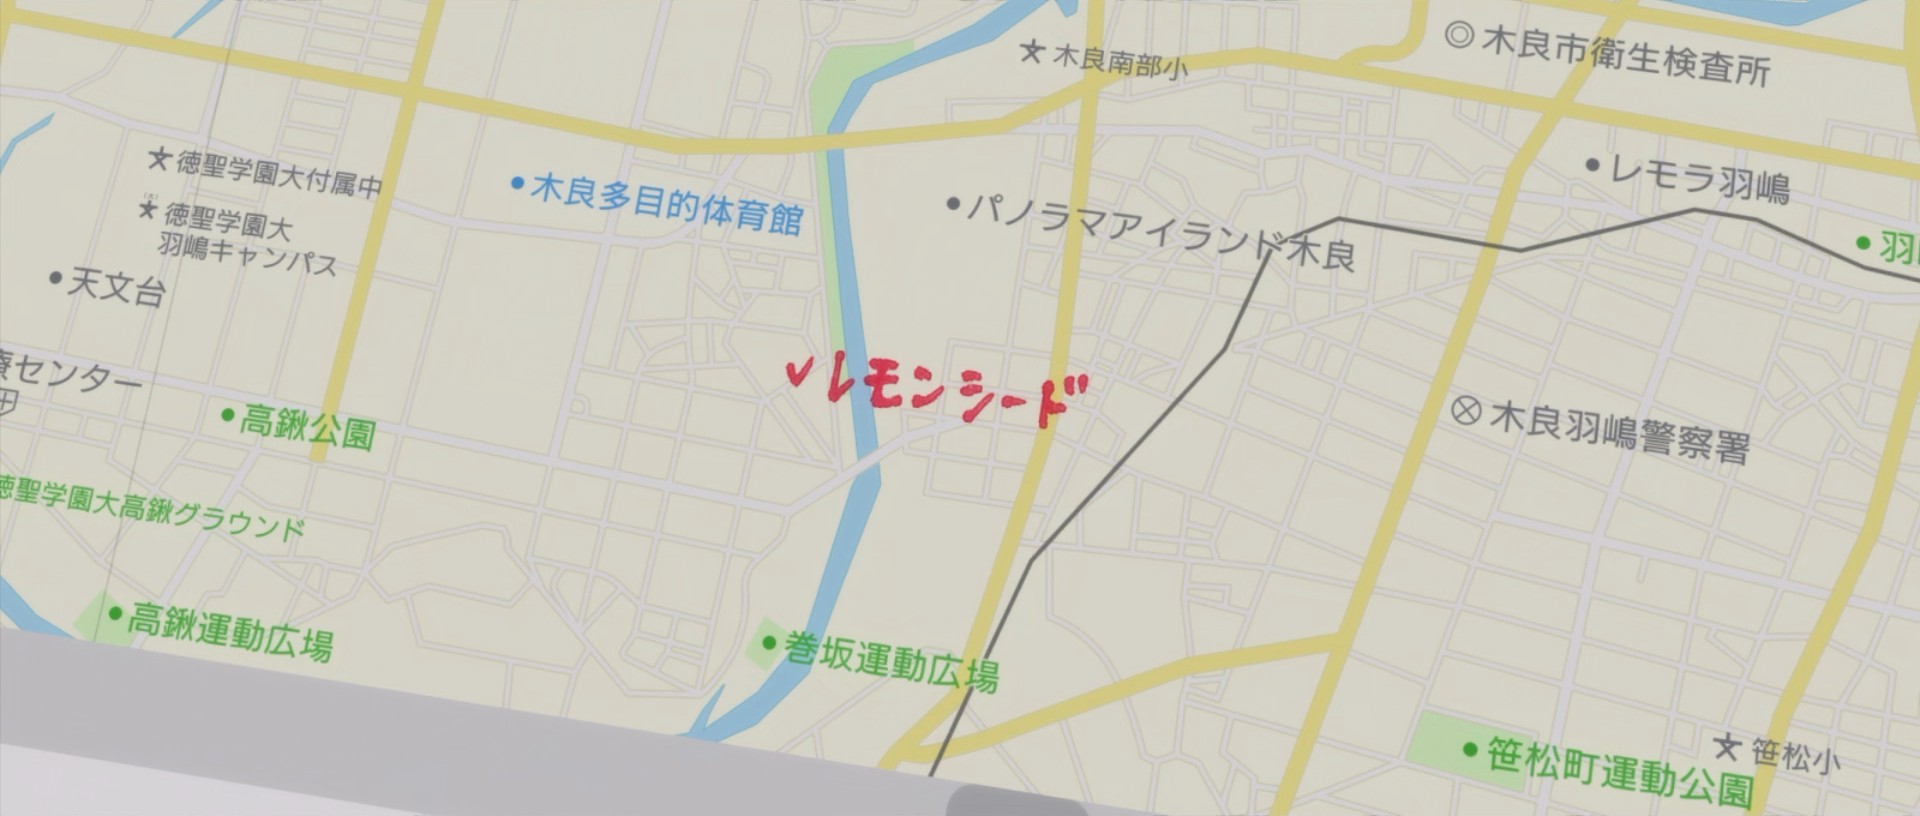 木良南部小
◎木良市衛生検査所
徳聖学園大付属中
木良多目的体育館
パノラマアイランド木良
レモラ羽嶋
徳聖学園大
羽嶋キャンパス
天文台
羽
療センター
レモンシード
高鍬公園
木良羽嶋警察署
徳聖学園大高鍬グラウンド
高鍬運動広場
巻坂運動広場
笹松町運動公園
笹松小